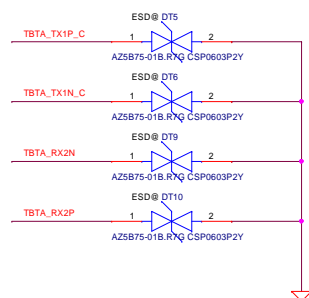 ESD@ DT5
TBTA_TX1P_C 1 2
AZ5B75-01B.R7G CSP0603P2Y
ESD@ DT6
TBTA_TX1N_C 1 2
AZ5B75-01B.R7G CSP0603P2Y
ESD@ DT9
TBTA_RX2N 1 2
AZ5B75-01B.R7G CSP0603P2Y
ESD@ DT10
TBTA_RX2P 1 2
AZ5B75-01B.R7G CSP0603P2Y